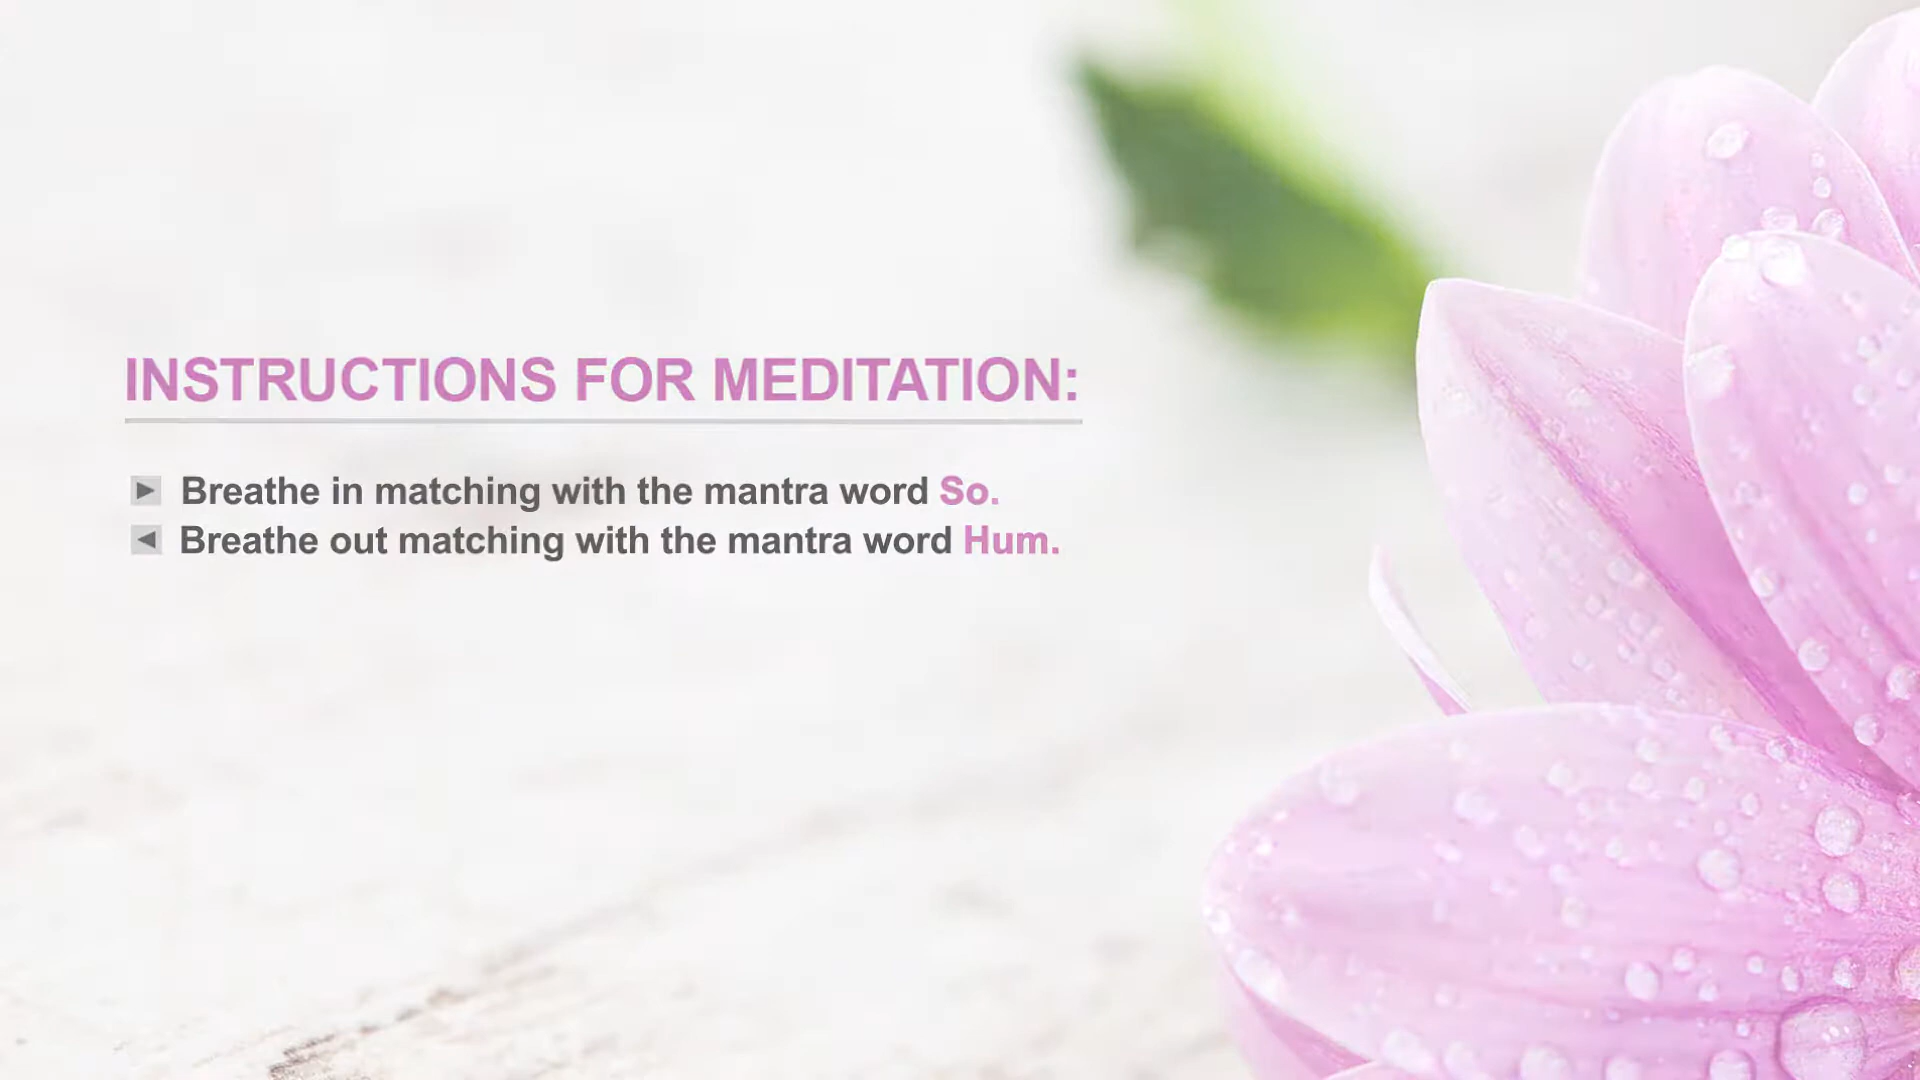 INSTRUCTIONS FOR MEDITATION:
Breathe in matching with the mantra word So.
Breathe out matching with the mantra word Hum.